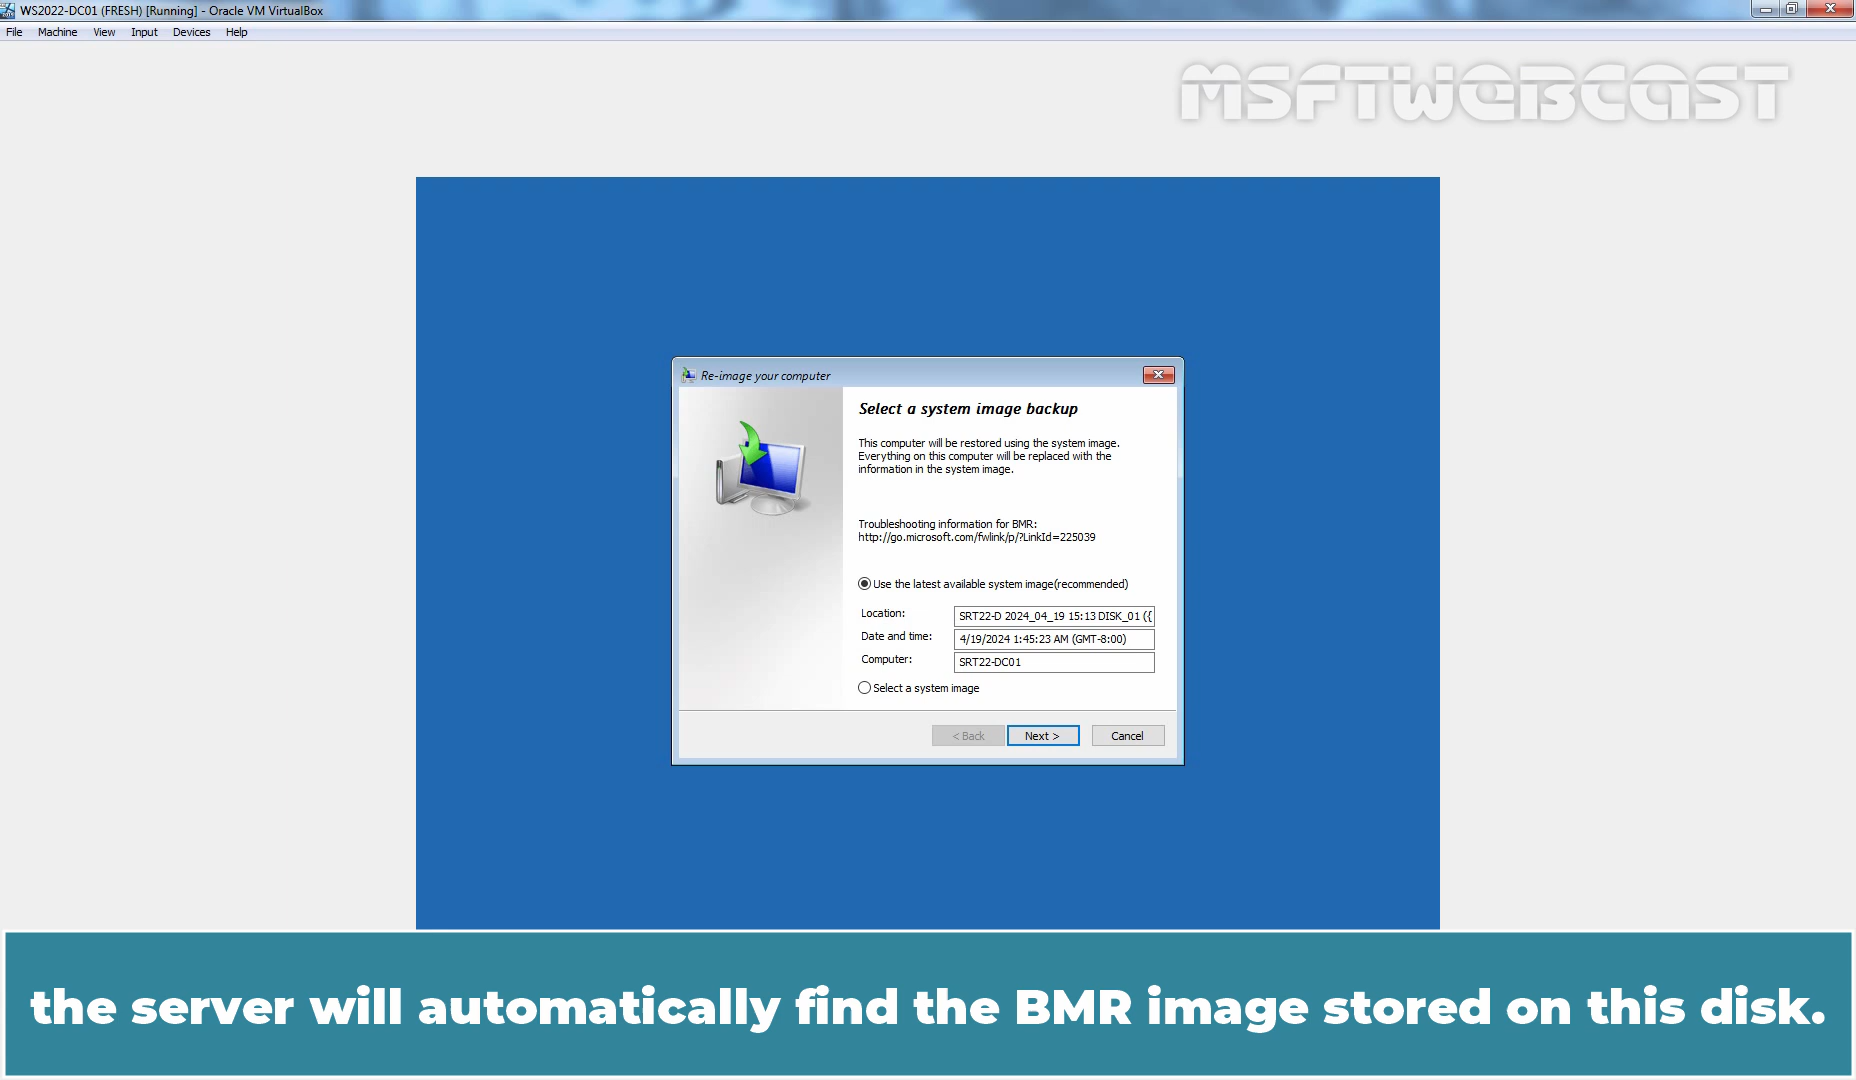 WS2022-DC01 (FRESH) [Running] - Oracle VM VirtualBox
File Machine View Input Devices Help
MSFTWEBCAST
Re-image your computer
Select a system image backup
This computer will be restored using the system image.
Everything on this computer will be replaced with the
information in the system image.
Troubleshooting information for BMR:
http://go.microsoft.com/fwlink/p/?LinkId=225039
Use the latest available system image(recommended)
Location: SRT22-D 2024_04_19 15:13 DISK_01 ({
Date and time: 4/19/2024 1:45:23 AM (GMT-8:00)
Computer: SRT22-DC01
Select a system image
< Back Next > Cancel
the server will automatically find the BMR image stored on this disk.